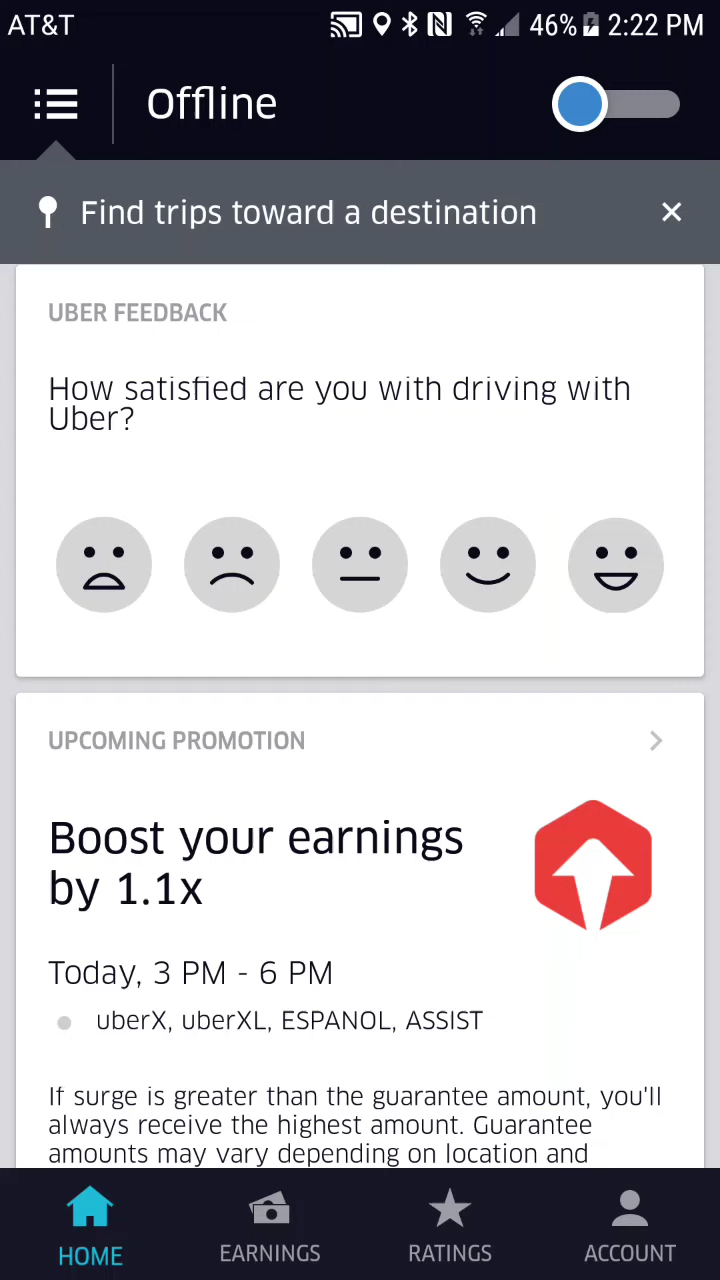 AT&T 46% 2:22 PM
Offline
Find trips toward a destination
UBER FEEDBACK
How satisfied are you with driving with
Uber?
UPCOMING PROMOTION
Boost your earnings
by 1.1x
Today, 3 PM - 6 PM
uberX, uberXL, ESPANOL, ASSIST
If surge is greater than the guarantee amount, you'll
always receive the highest amount. Guarantee
amounts may vary depending on location and
HOME EARNINGS RATINGS ACCOUNT